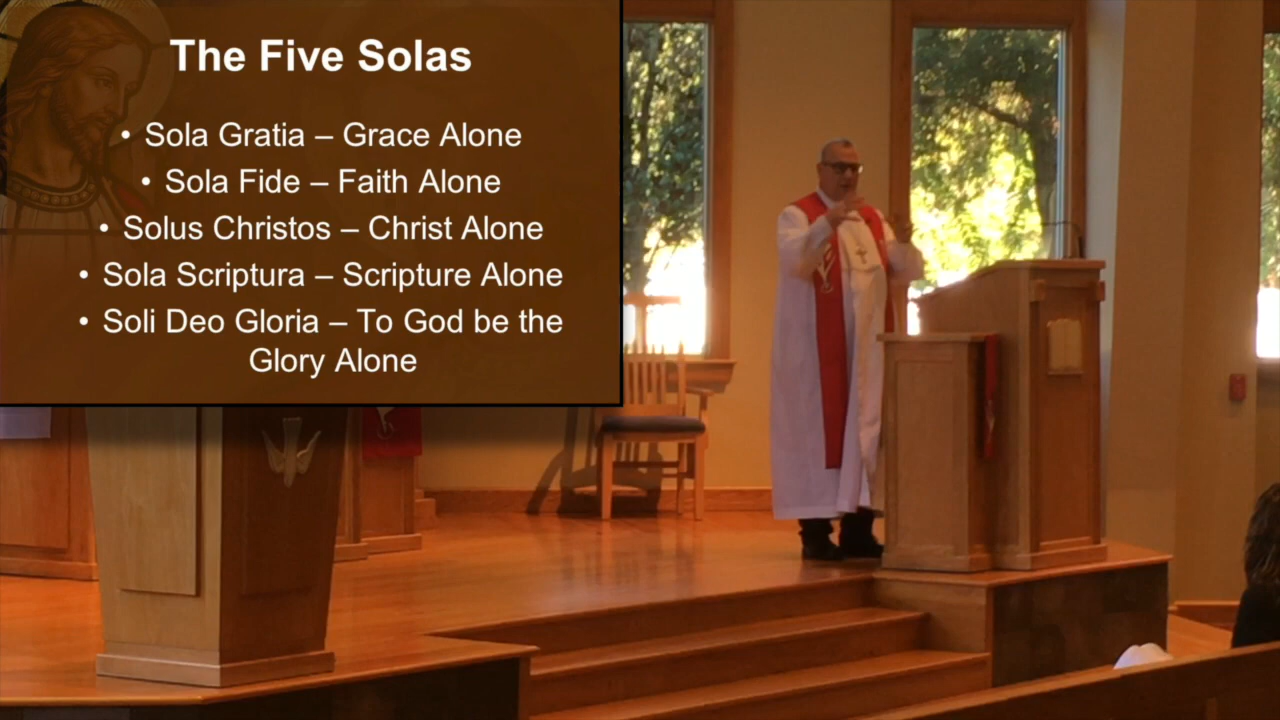 The Five Solas
• Sola Gratia – Grace Alone
• Sola Fide – Faith Alone
• Solus Christos – Christ Alone
• Sola Scriptura – Scripture Alone
• Soli Deo Gloria – To God be the
Glory Alone